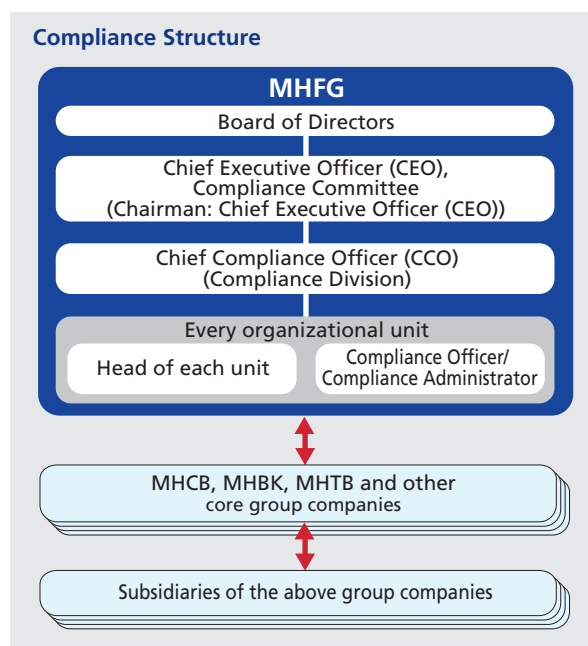 Compliance Structure
MHFG
Board of Directors
Chief Executive Officer (CEO),
Compliance Committee
(Chairman: Chief Executive Officer (CEO))
Chief Compliance Officer (CCO)
(Compliance Division)
Every organizational unit
Head of each unit
Compliance Officer/
Compliance Administrator
MHCB, MHBK, MHTB and other
core group companies
Subsidiaries of the above group companies